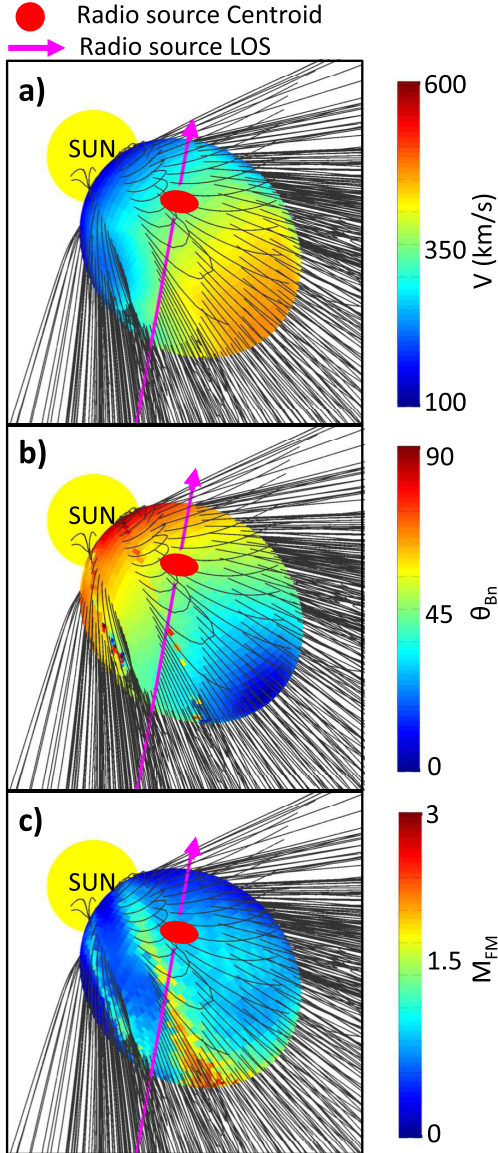 Radio source Centroid
Radio source LOS
a)
SUN
600
350
100
V (km/s)
b)
SUN
90
45
0
θBn
c)
SUN
3
1.5
0
MFM